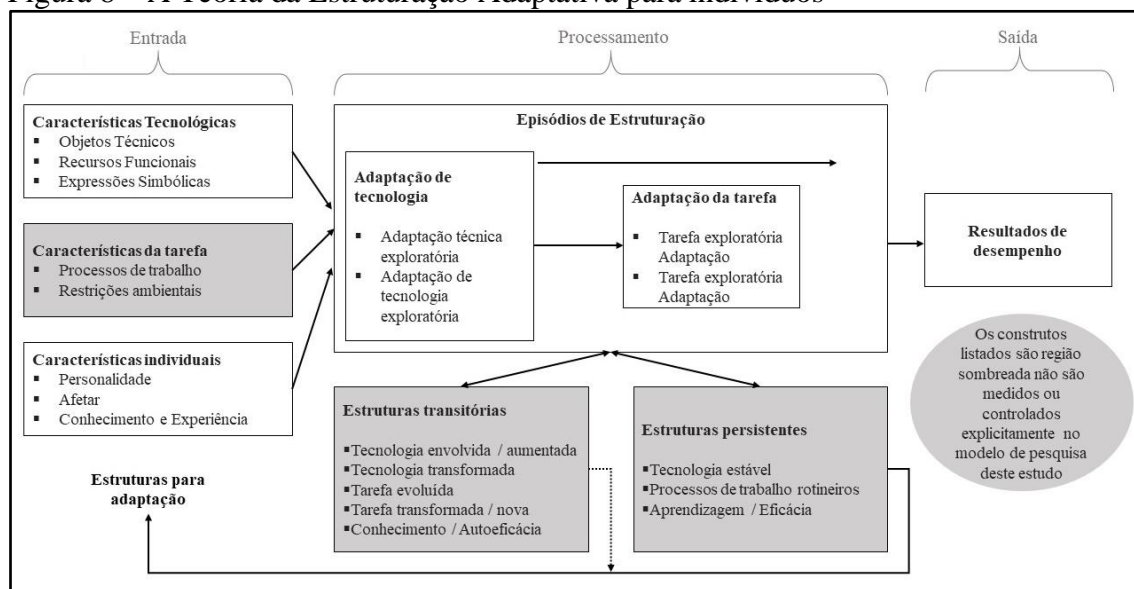 Figura 8 – A Teoria da Estruturação Adaptativa para indivíduos
Entrada
Processamento
Saída
Características Tecnológicas
▪ Objetos Técnicos
▪ Recursos Funcionais
▪ Expressões Simbólicas
Características da tarefa
▪ Processos de trabalho
▪ Restrições ambientais
Características individuais
▪ Personalidade
▪ Afetar
▪ Conhecimento e Experiência
Estruturas para
adaptação
Episódios de Estruturação
Adaptação de
tecnologia
▪ Adaptação técnica
exploratória
▪ Adaptação de
tecnologia
exploratória
Adaptação da tarefa
▪ Tarefa exploratória
Adaptação
▪ Tarefa exploratória
Adaptação
Estruturas transitórias
▪Tecnologia envolvida / aumentada
▪Tecnologia transformada
▪Tarefa evoluída
▪Tarefa transformada / nova
▪Conhecimento / Autoeficácia
Estruturas persistentes
▪Tecnologia estável
▪Processos de trabalho rotineiros
▪Aprendizagem / Eficácia
Resultados de
desempenho
Os construtos
listados são região
sombreada não são
medidos ou
controlados
explicitamente no
modelo de pesquisa
deste estudo